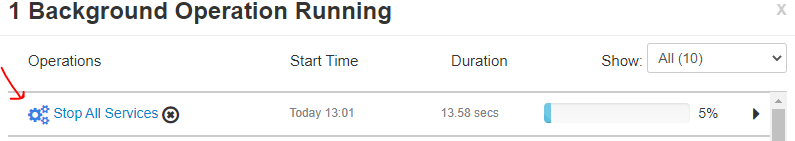 1 Background Operation Running
x
Operations Start Time Duration Show: All (10)
Stop All Services Today 13:01 13.58 secs 5%